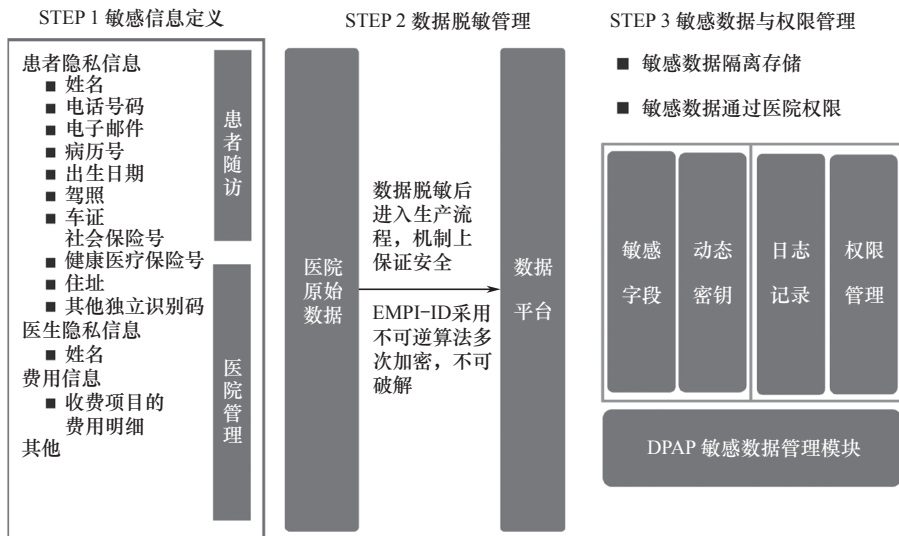 STEP 1 敏感信息定义
患者隐私信息
■ 姓名
■ 电话号码
■ 电子邮件
■ 病历号
■ 出生日期
■ 驾照
■ 车证
社会保险号
■ 健康医疗保险号
■ 住址
■ 其他独立识别码
医生隐私信息
■ 姓名
费用信息
■ 收费项目的
费用明细
其他
患者随访
医院管理
STEP 2 数据脱敏管理
医院
原始
数据
数据脱敏后
进入生产流
程，机制上
保证安全
EMPI-ID采用
不可逆算法多
次加密，不可
破解
数据
平台
STEP 3 敏感数据与权限管理
■ 敏感数据隔离存储
■ 敏感数据通过医院权限
敏感
字段
动态
密钥
日志
记录
权限
管理
DPAP 敏感数据管理模块